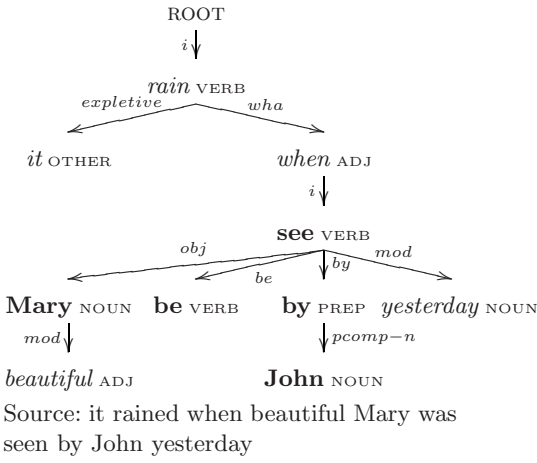 ROOT
i
rain VERB
expletive wha
it OTHER when ADJ
i
see VERB
obj be by mod
Mary NOUN be VERB by PREP yesterday NOUN
mod pcomp-n
beautiful ADJ John NOUN
Source: it rained when beautiful Mary was
seen by John yesterday